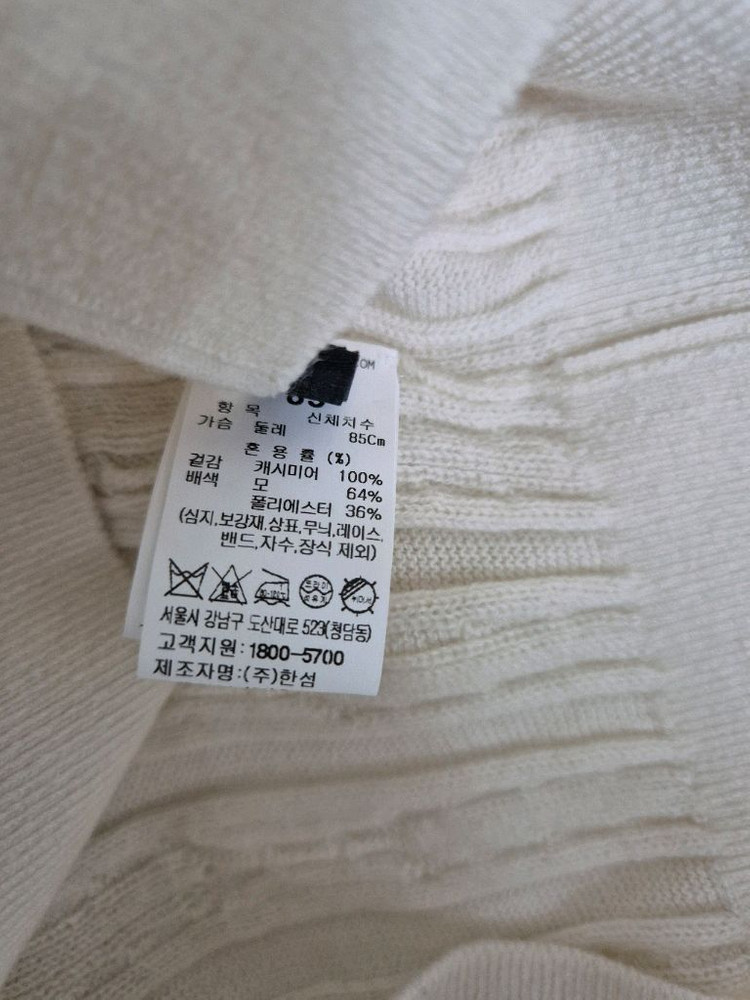 항 목 신체치수
가슴 둘레 85Cm
혼 용 률 (%)
겉감 캐시미어 100%
배색 모 64%
폴리에스터 36%
(심지,보강재,상표,무늬,레이스,
밴드,자수,장식 제외)
서울시 강남구 도산대로 523(청담동)
고객지원:1800-5700
제조자명:(주)한섬